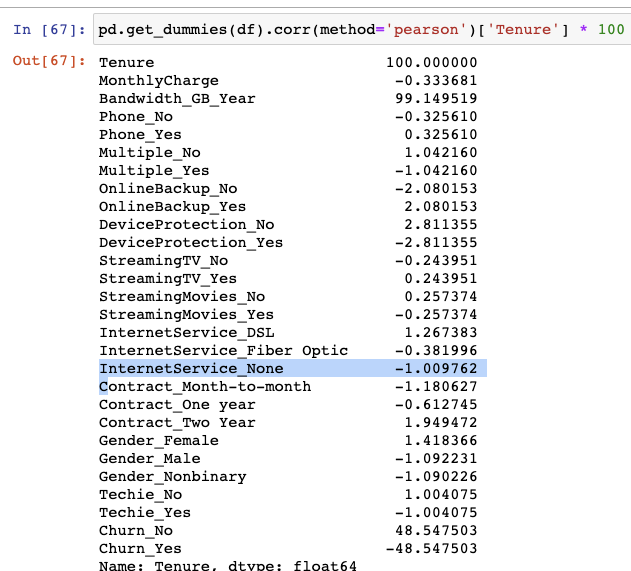 In [67]: pd.get_dummies(df).corr(method='pearson')['Tenure'] * 100
Out[67]: Tenure 100.000000
MonthlyCharge -0.333681
Bandwidth_GB_Year 99.149519
Phone_No -0.325610
Phone_Yes 0.325610
Multiple_No 1.042160
Multiple_Yes -1.042160
OnlineBackup_No -2.080153
OnlineBackup_Yes 2.080153
DeviceProtection_No 2.811355
DeviceProtection_Yes -2.811355
StreamingTV_No -0.243951
StreamingTV_Yes 0.243951
StreamingMovies_No 0.257374
StreamingMovies_Yes -0.257374
InternetService_DSL 1.267383
InternetService_Fiber Optic -0.381996
InternetService_None -1.009762
Contract_Month-to-month -1.180627
Contract_One year -0.612745
Contract_Two Year 1.949472
Gender_Female 1.418366
Gender_Male -1.092231
Gender_Nonbinary -1.090226
Techie_No 1.004075
Techie_Yes -1.004075
Churn_No 48.547503
Churn_Yes -48.547503
Name: Tenure, dtype: float64